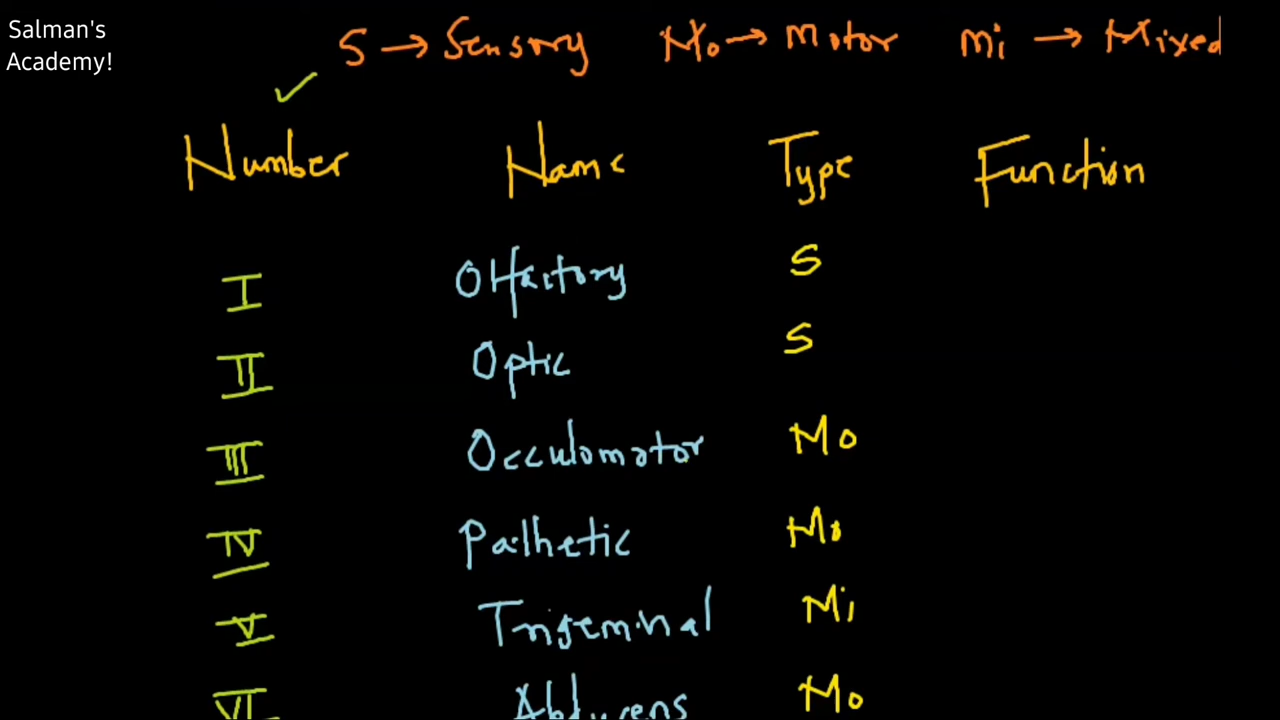 Salman's
Academy!
S → Sensory Mo → Motor Mi → Mixed
✓
Number Name Type Function
I Olfactory S
II Optic S
III Occulomotor Mo
IV Pathetic Mo
V Trigeminal Mi
VI Abducens Mo